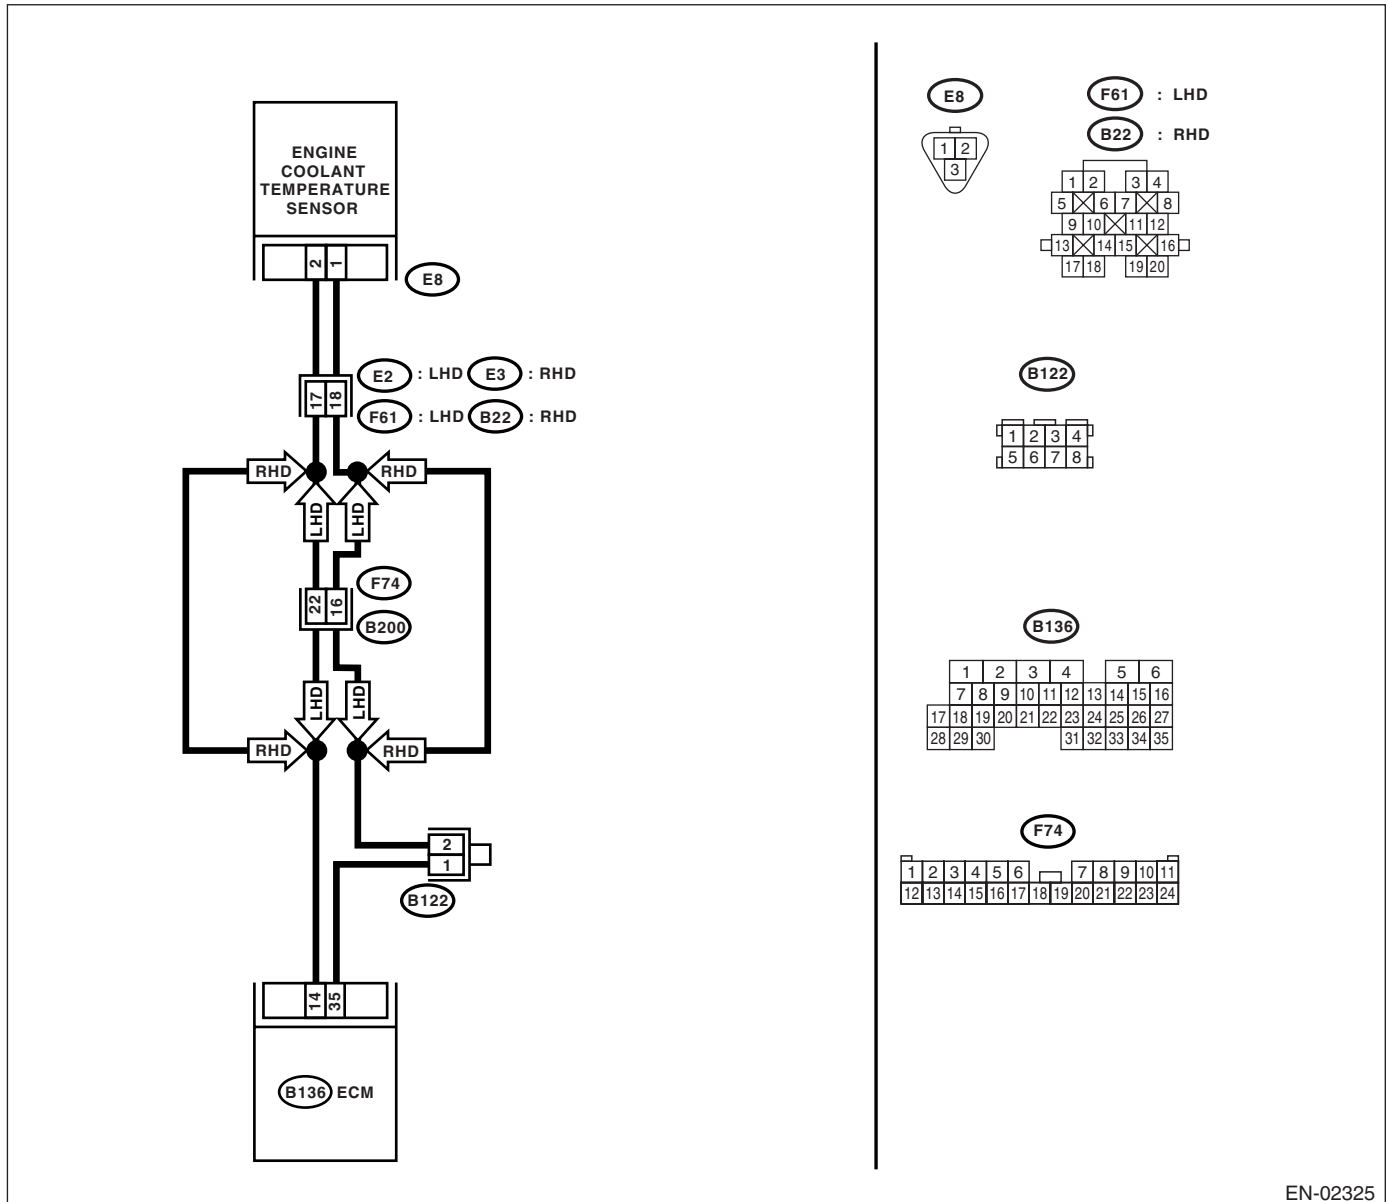 ENGINE
COOLANT
TEMPERATURE
SENSOR
2 1
E8
E2 : LHD E3 : RHD
17 18
F61 : LHD B22 : RHD
RHD RHD
LHD LHD
F74
22 16
B200
LHD LHD
RHD RHD
2
1
B122
14 35
B136 ECM
E8
1 2
3
F61 : LHD
B22 : RHD
1 2 3 4
5 6 7 8
9 10 11 12
13 14 15 16
17 18 19 20
B122
1 2 3 4
5 6 7 8
B136
1 2 3 4 5 6
7 8 9 10 11 12 13 14 15 16
17 18 19 20 21 22 23 24 25 26 27
28 29 30 31 32 33 34 35
F74
1 2 3 4 5 6 7 8 9 10 11
12 13 14 15 16 17 18 19 20 21 22 23 24
EN-02325